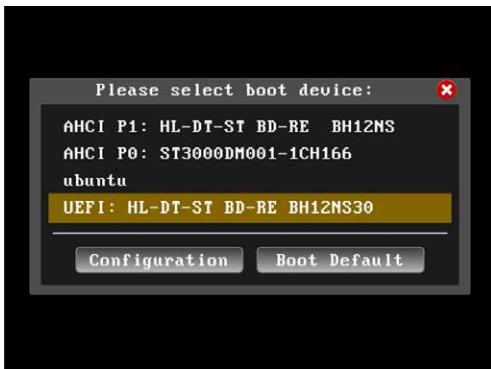 Please select boot device:
AHCI P1: HL-DT-ST BD-RE  BH12NS
AHCI P0: ST3000DM001-1CH166
ubuntu
UEFI: HL-DT-ST BD-RE BH12NS30
Configuration
Boot Default